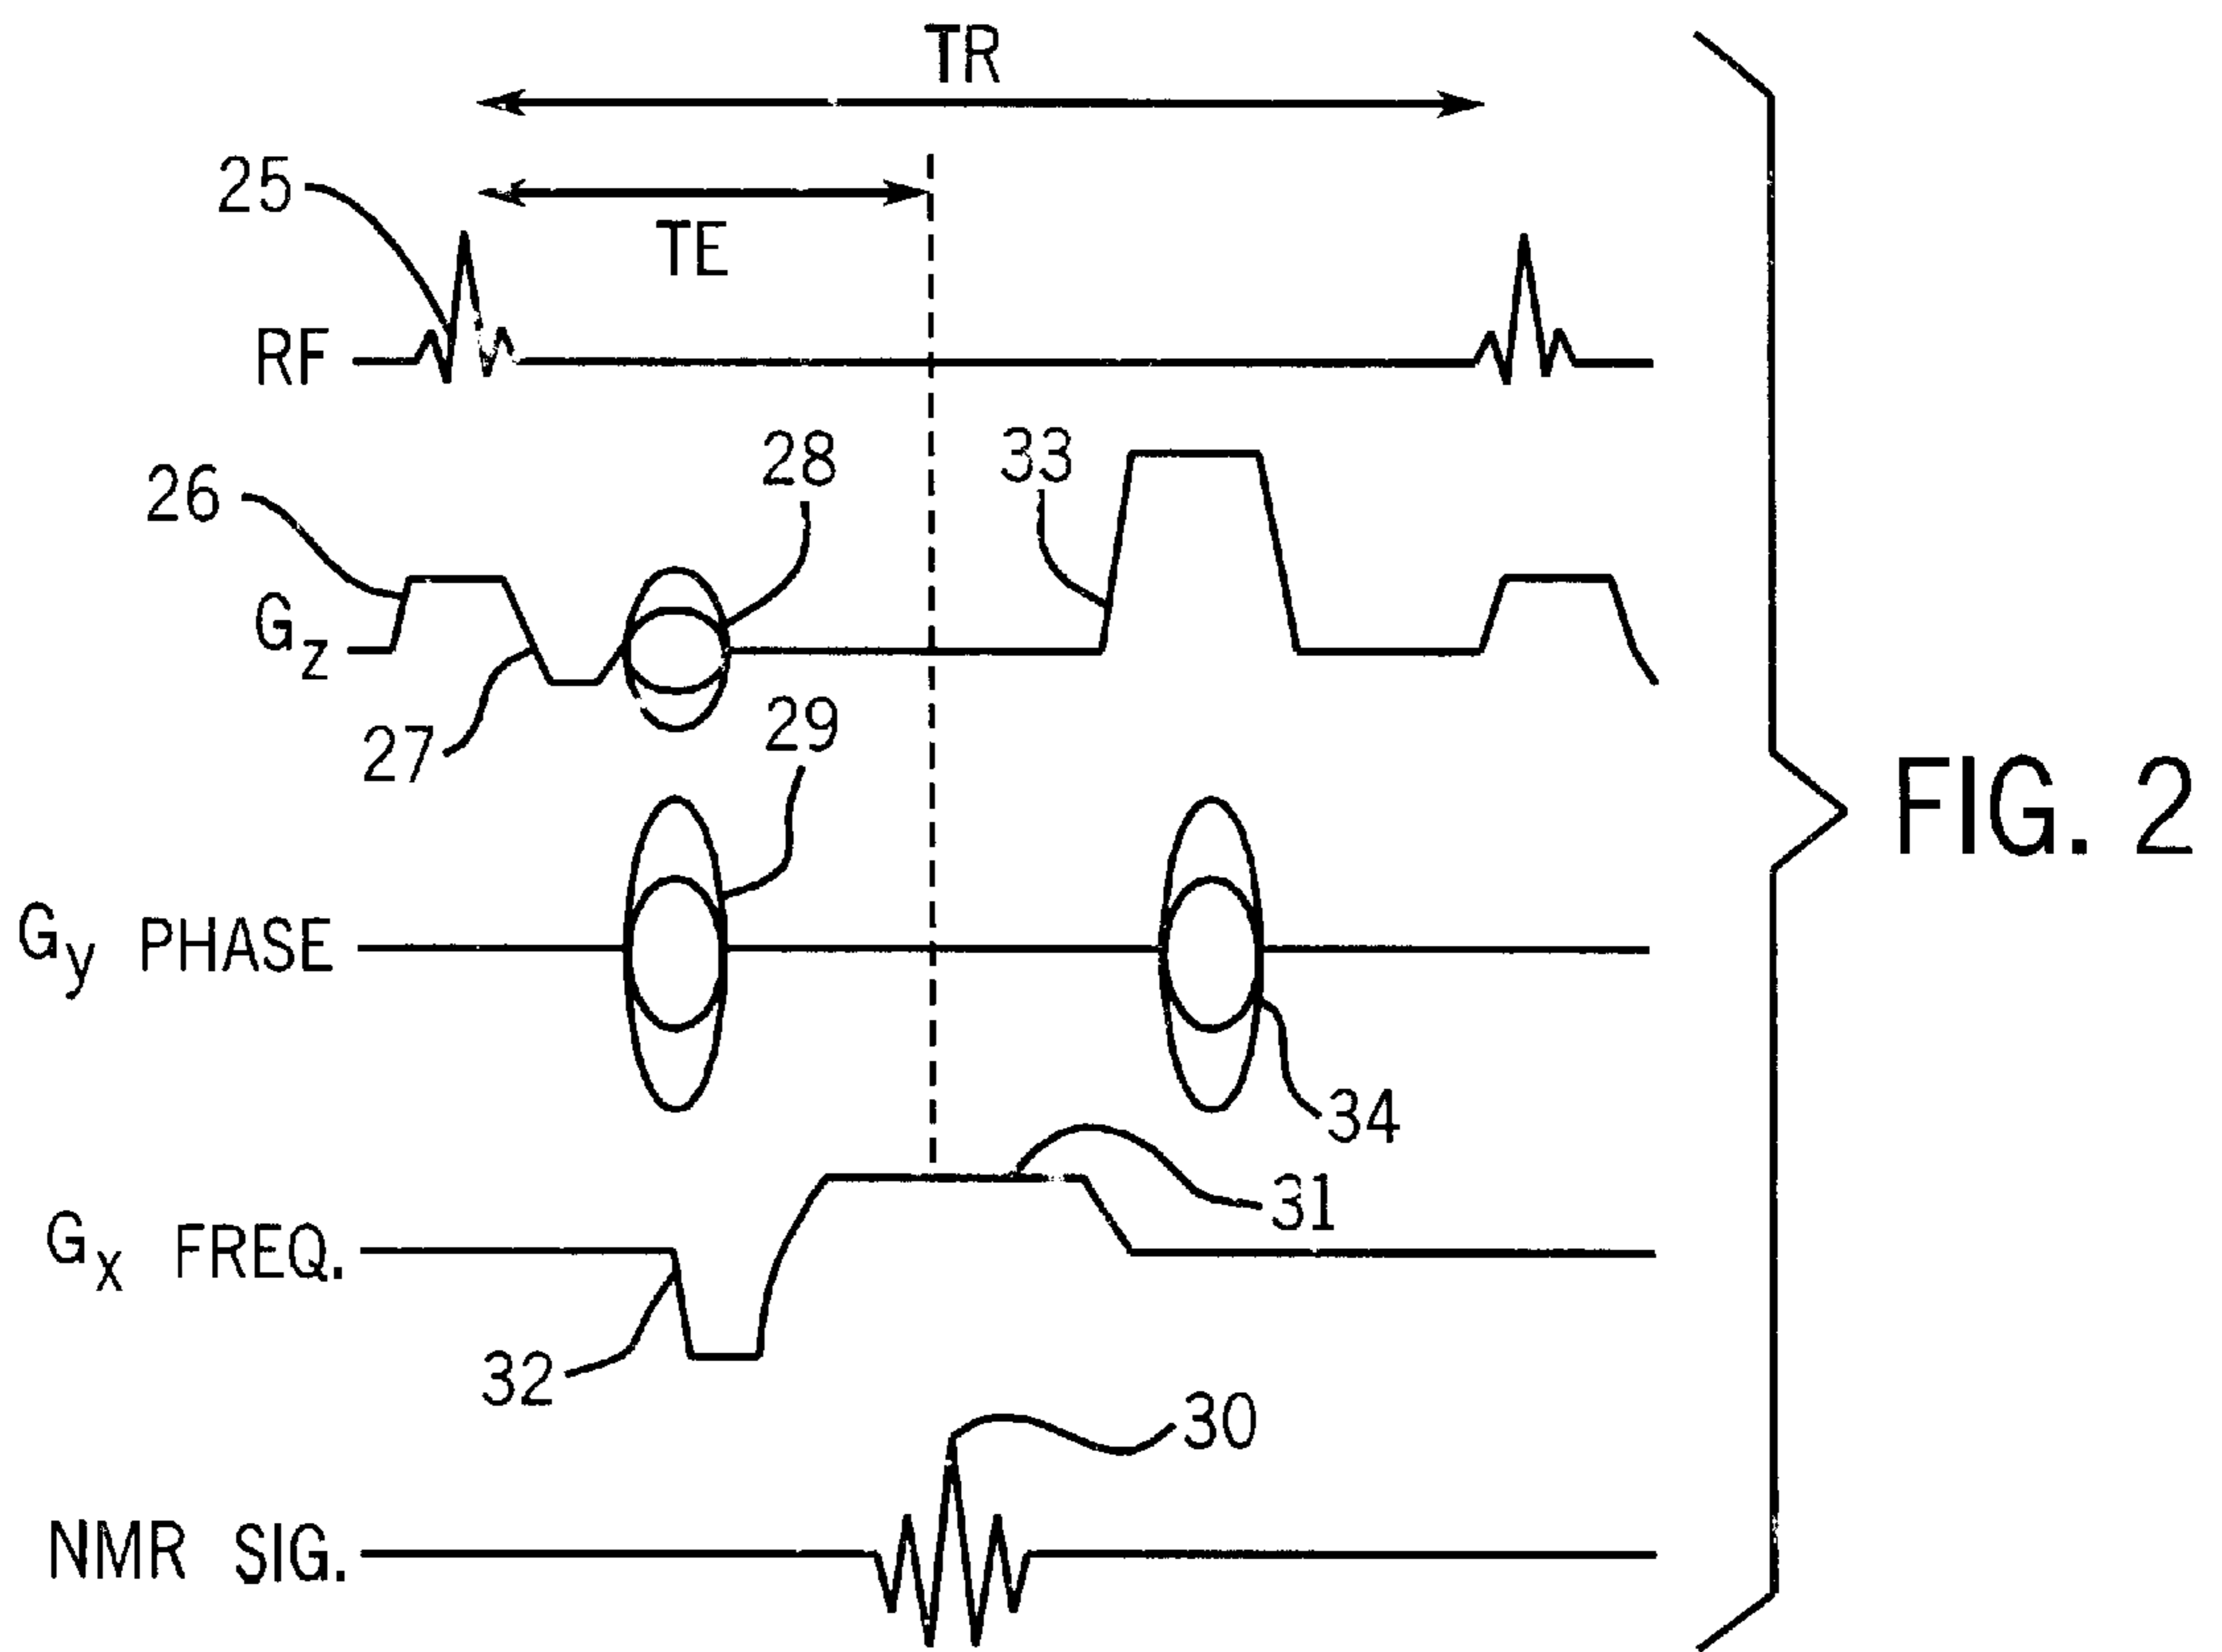 TR
25
TE
RF
28
33
26
Gz
29
27
FIG. 2
Gy PHASE
34
31
Gx FREQ.
32
30
NMR SIG.